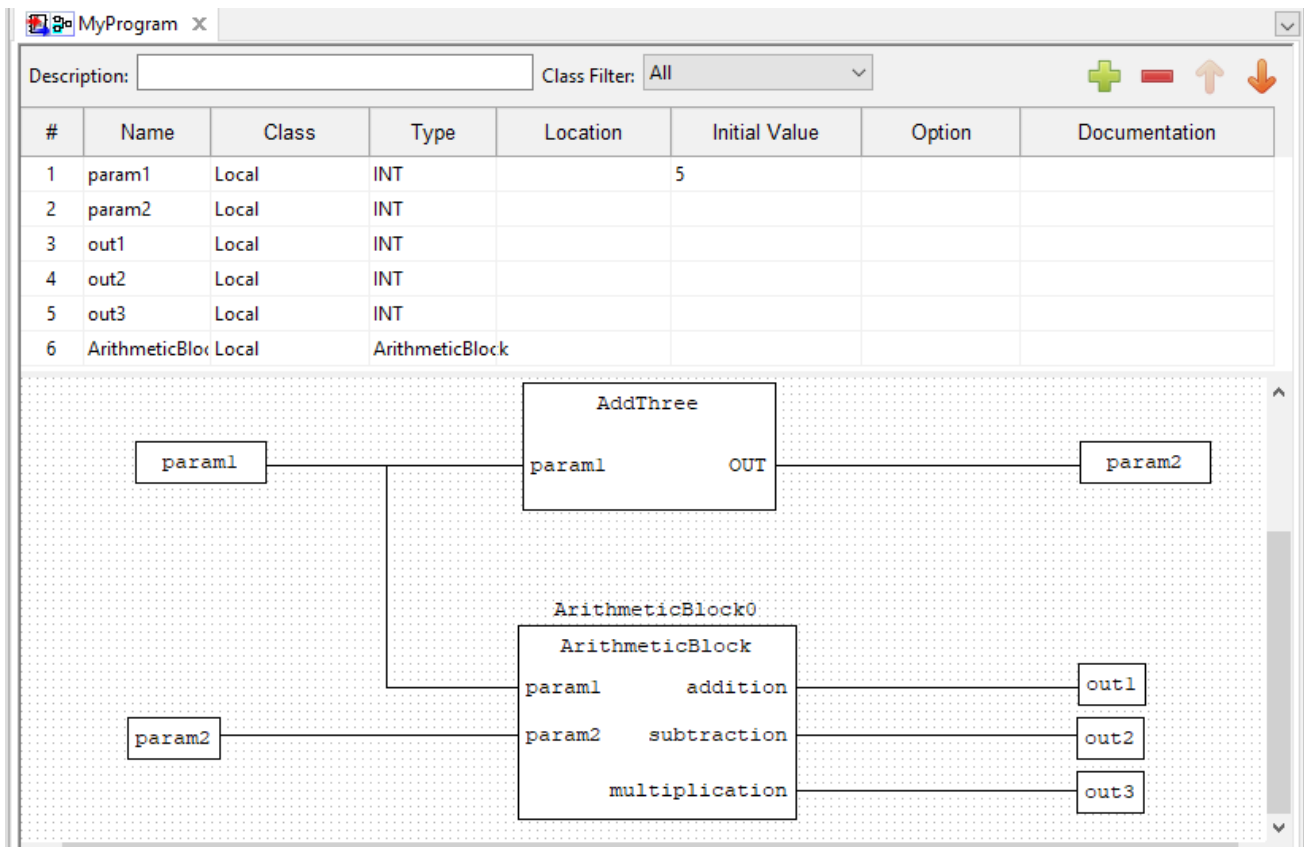 MyProgram X
Description: Class Filter: All
# Name Class Type Location Initial Value Option Documentation
1 param1 Local INT 5
2 param2 Local INT
3 out1 Local INT
4 out2 Local INT
5 out3 Local INT
6 ArithmeticBloc Local ArithmeticBlock
AddThree
param1 param1 OUT param2
ArithmeticBlock0
ArithmeticBlock
param1 addition out1
param2 param2 subtraction out2
multiplication out3